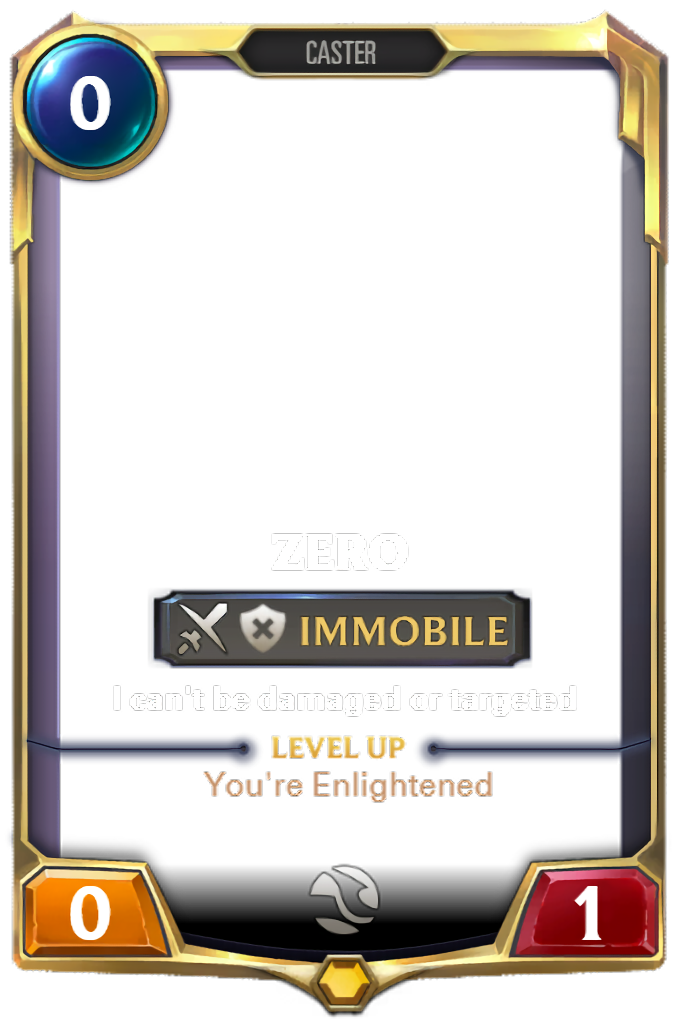 CASTER
0
ZERO
IMMOBILE
I can't be damaged or targeted
LEVEL UP
You're Enlightened
0
1